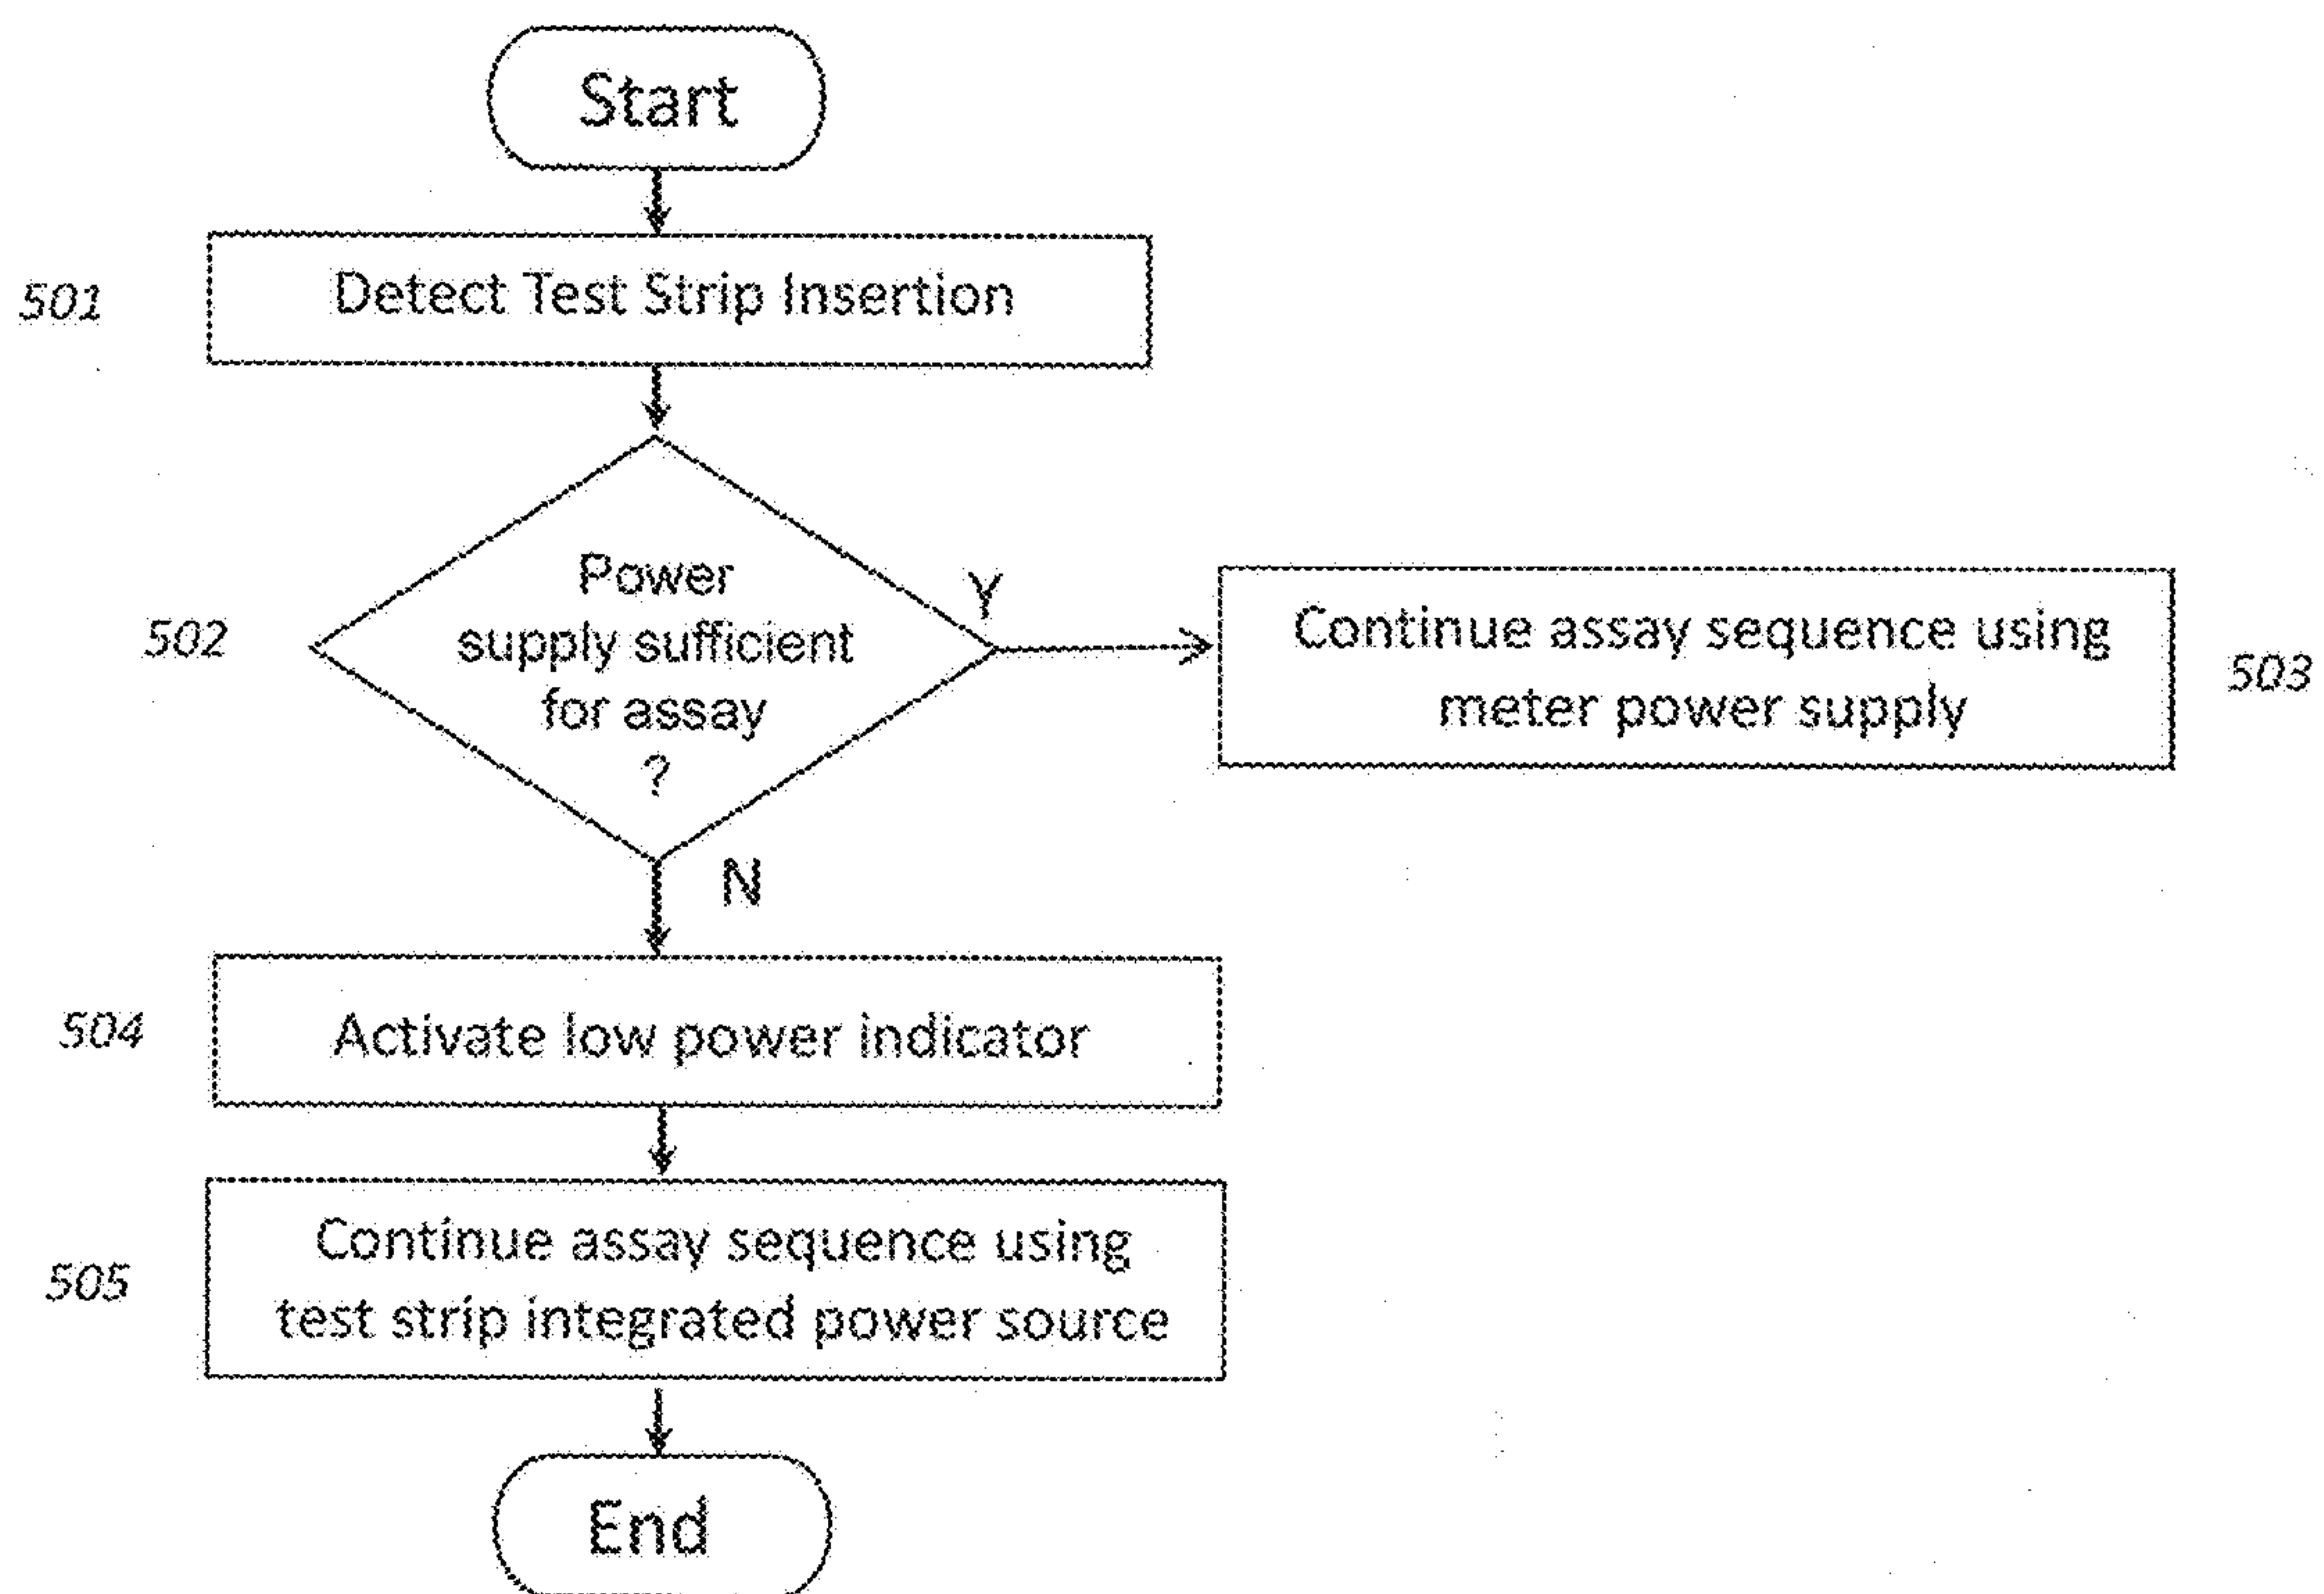 Start
501
Detect Test Strip Insertion
502
Power
supply sufficient
for assay
?
Y
Continue assay sequence using
meter power supply
503
N
504
Activate low power indicator
505
Continue assay sequence using
test strip integrated power source
End